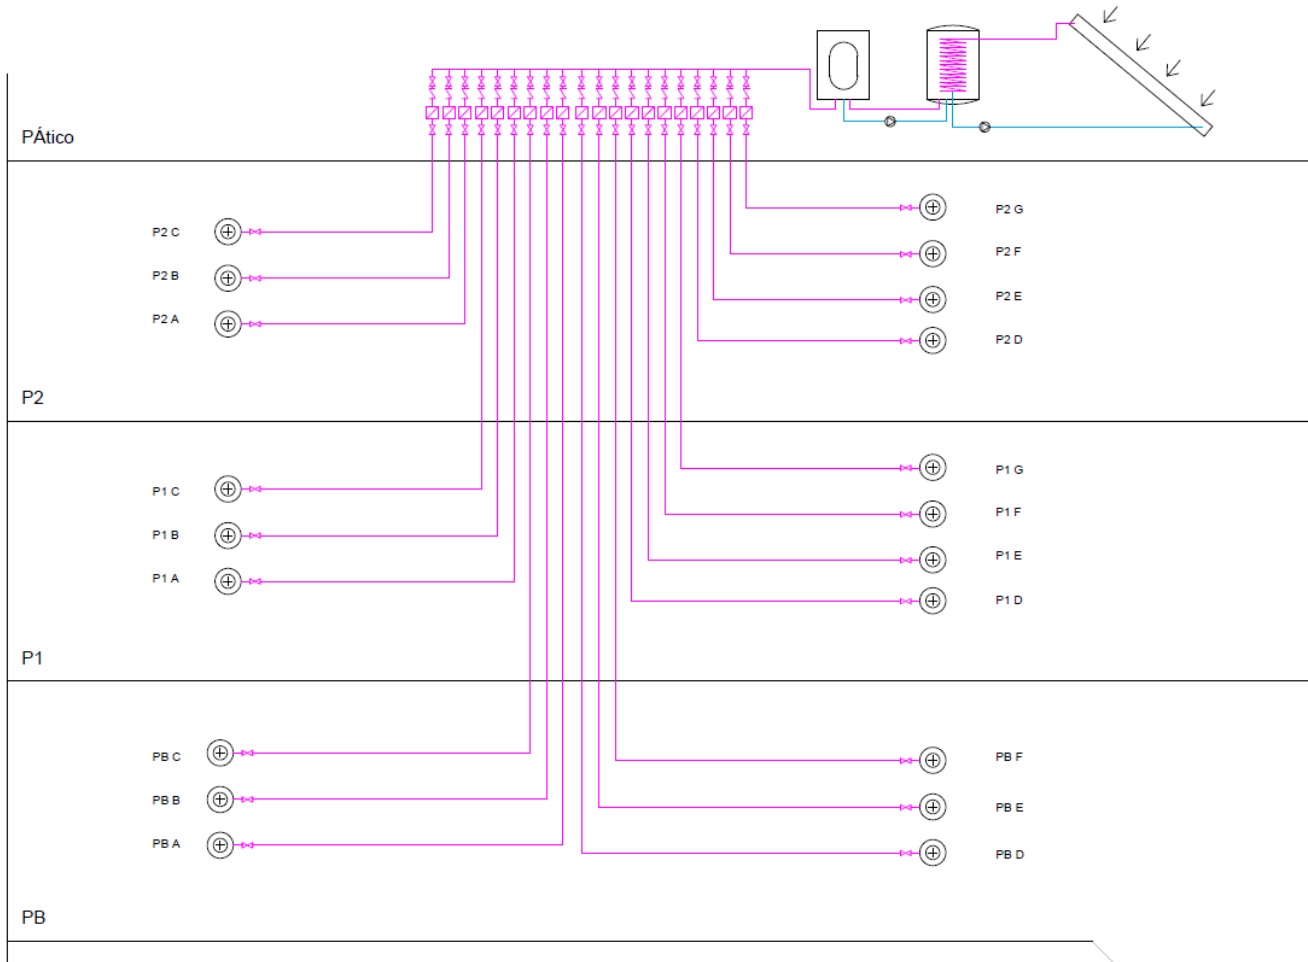 PÁtico
P2 C
P2 B
P2 A
P2 G
P2 F
P2 E
P2 D
P2
P1 C
P1 B
P1 A
P1 G
P1 F
P1 E
P1 D
P1
PB C
PB B
PB A
PB F
PB E
PB D
PB